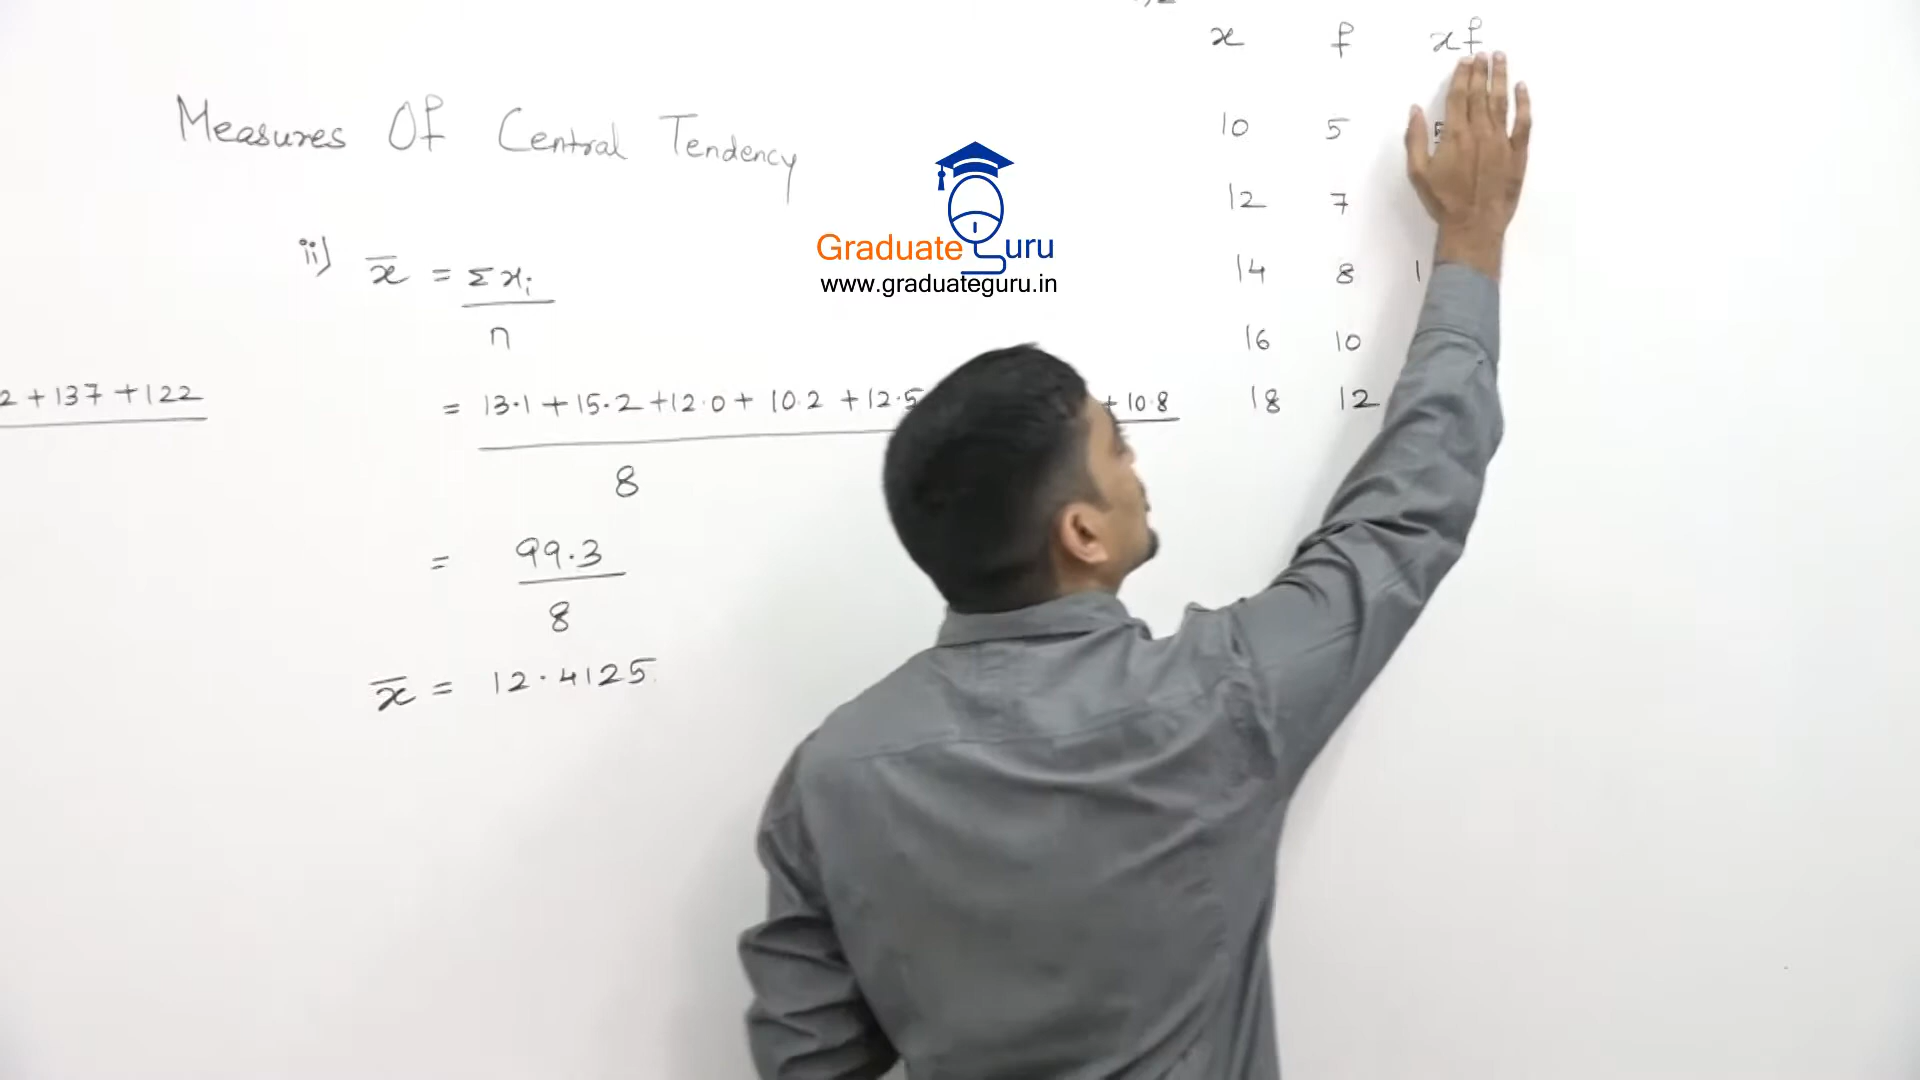 x f xf
Measures Of Central Tendency
10 5
12 7
14 8 1
16 10
18 12
Graduate Guru
www.graduateguru.in
ii) x̄ = Σxᵢ
n
2 + 137 + 122
= 13.1 + 15.2 + 12.0 + 10.2 + 12.5 + 10.8
8
= 99.3
8
x̄ = 12.4125